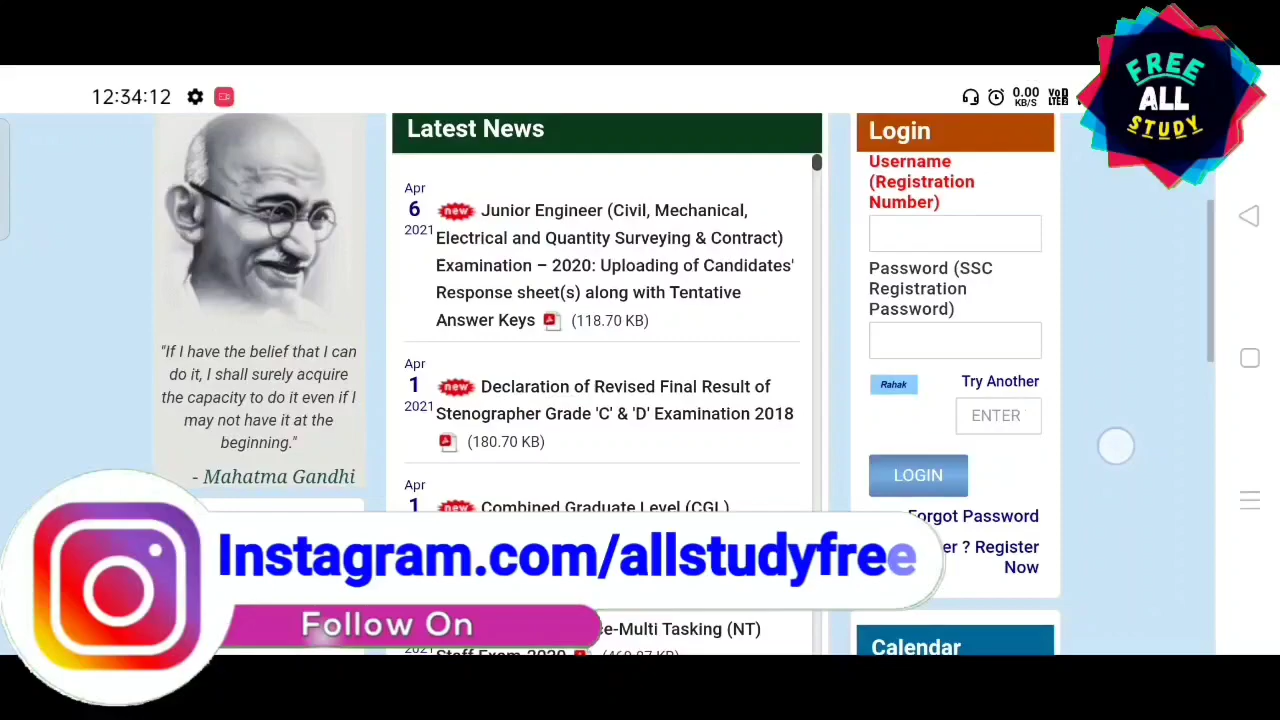 12:34:12
0.00
KB/S
FREE
ALL
STUDY
"If I have the belief that I can
do it, I shall surely acquire
the capacity to do it even if I
may not have it at the
beginning."
- Mahatma Gandhi
Latest News
Apr
6
2021
new Junior Engineer (Civil, Mechanical,
Electrical and Quantity Surveying & Contract)
Examination – 2020: Uploading of Candidates'
Response sheet(s) along with Tentative
Answer Keys (118.70 KB)
Apr
1
2021
new Declaration of Revised Final Result of
Stenographer Grade 'C' & 'D' Examination 2018
(180.70 KB)
Apr
1
new Combined Graduate Level (CGL)
e-Multi Tasking (NT)
2021
Staff Exam 2020
Login
Username
(Registration
Number)
Password (SSC
Registration
Password)
Rahak
Try Another
ENTER
LOGIN
Forgot Password
er ? Register
Now
Calendar
Instagram.com/allstudyfree
Follow On